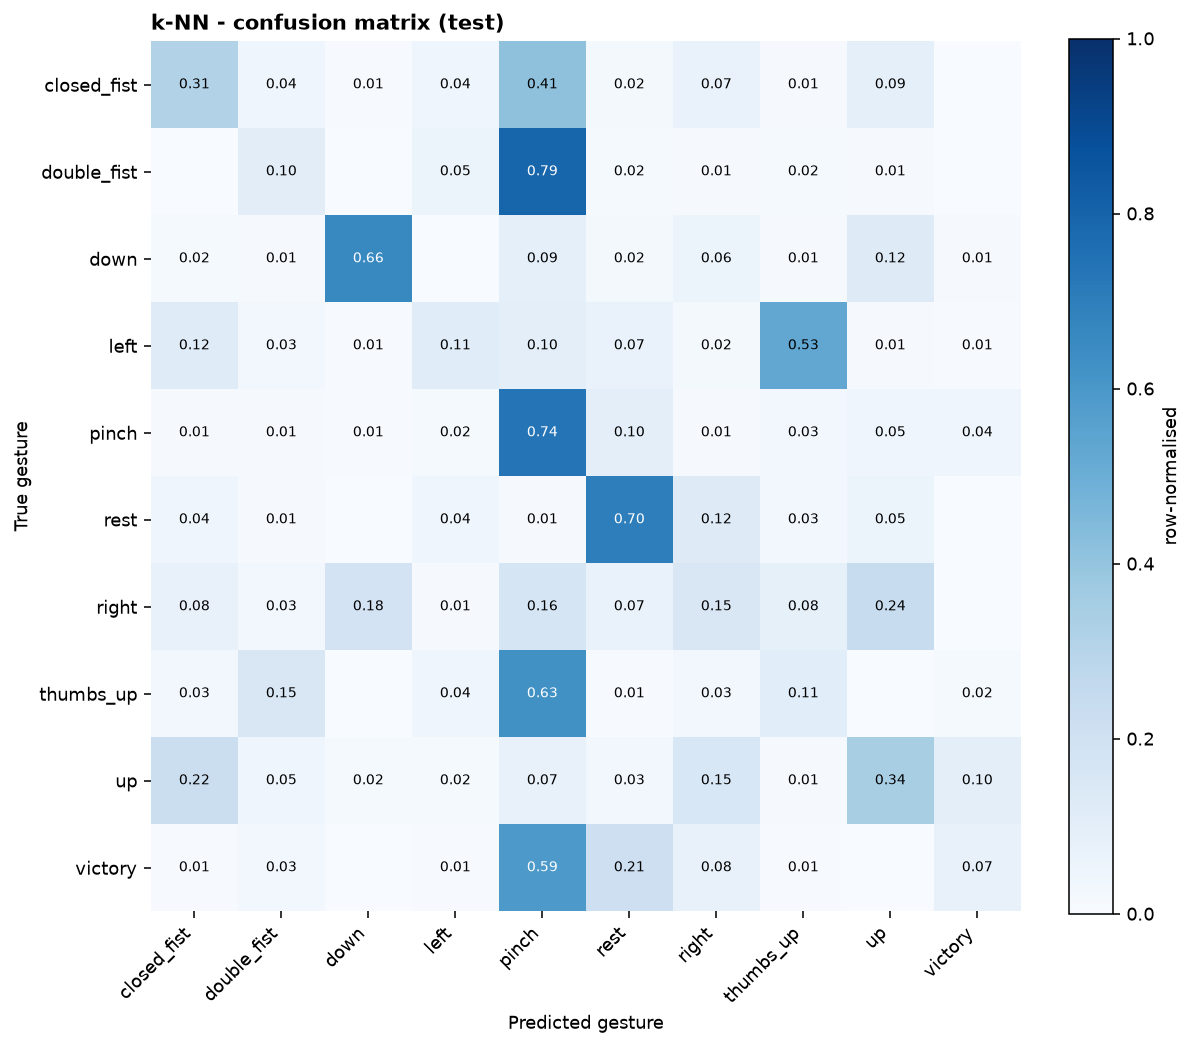 k-NN - confusion matrix (test)
closed_fist 0.31 0.04 0.01 0.04 0.41 0.02 0.07 0.01 0.09
double_fist 0.10 0.05 0.79 0.02 0.01 0.02 0.01
down 0.02 0.01 0.66 0.09 0.02 0.06 0.01 0.12 0.01
left 0.12 0.03 0.01 0.11 0.10 0.07 0.02 0.53 0.01 0.01
pinch 0.01 0.01 0.01 0.02 0.74 0.10 0.01 0.03 0.05 0.04
rest 0.04 0.01 0.04 0.01 0.70 0.12 0.03 0.05
right 0.08 0.03 0.18 0.01 0.16 0.07 0.15 0.08 0.24
thumbs_up 0.03 0.15 0.04 0.63 0.01 0.03 0.11 0.02
up 0.22 0.05 0.02 0.02 0.07 0.03 0.15 0.01 0.34 0.10
victory 0.01 0.03 0.01 0.59 0.21 0.08 0.01 0.07
closed_fist double_fist down left pinch rest right thumbs_up up victory
Predicted gesture
True gesture
1.0
0.8
0.6
0.4
0.2
0.0
row-normalised